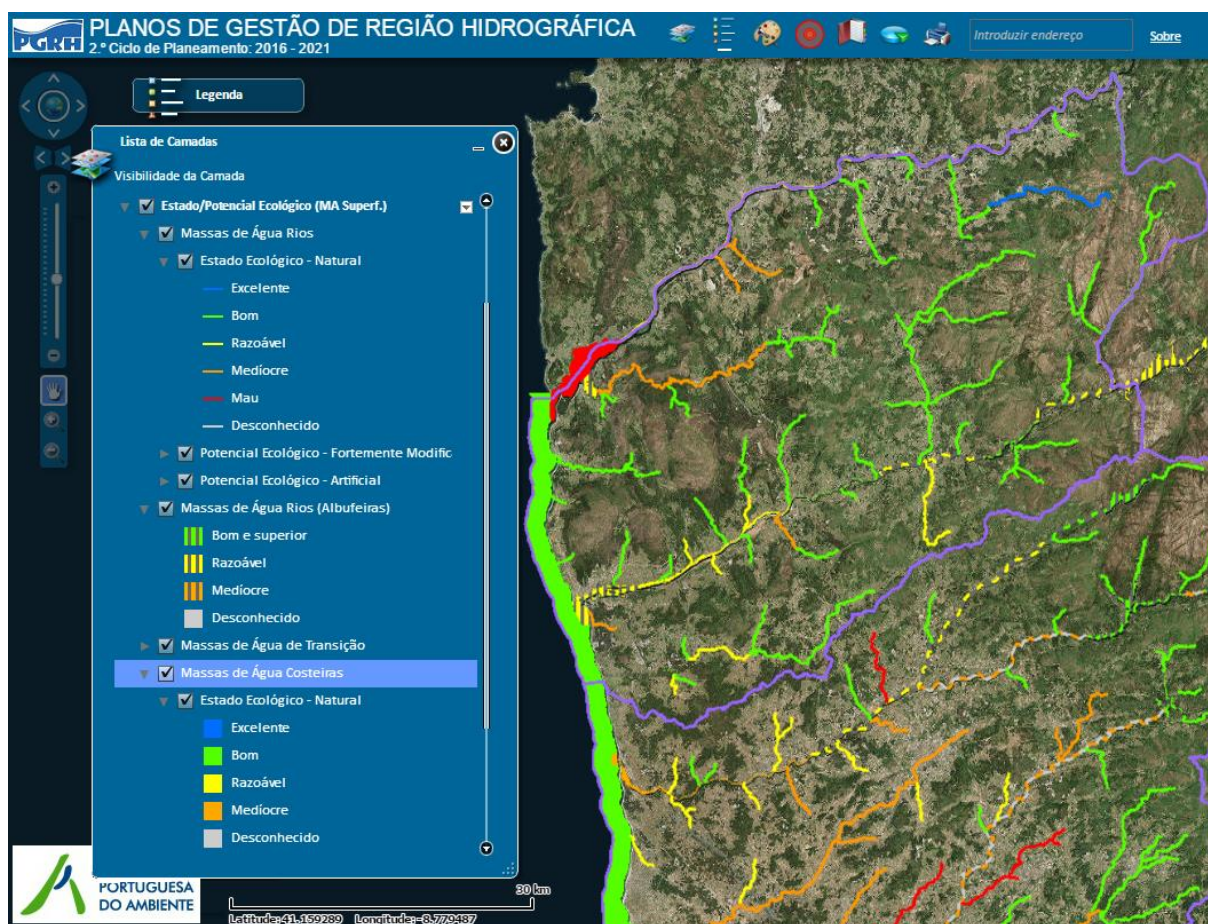 PGRH
PLANOS DE GESTÃO DE REGIÃO HIDROGRÁFICA
2.º Ciclo de Planeamento: 2016 - 2021
Introduzir endereço
Sobre
Legenda
Lista de Camadas
Visibilidade da Camada
Estado/Potencial Ecológico (MA Superf.)
Massas de Água Rios
Estado Ecológico - Natural
Excelente
Bom
Razoável
Medíocre
Mau
Desconhecido
Potencial Ecológico - Fortemente Modific
Potencial Ecológico - Artificial
Massas de Água Rios (Albufeiras)
Bom e superior
Razoável
Medíocre
Desconhecido
Massas de Água de Transição
Massas de Água Costeiras
Estado Ecológico - Natural
Excelente
Bom
Razoável
Medíocre
Desconhecido
PORTUGUESA
DO AMBIENTE
30 km
Latitude:41.159289 Longitude:-8.779487